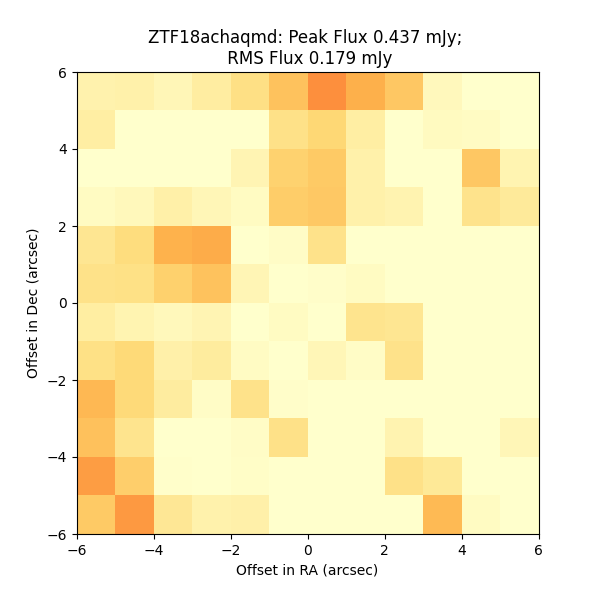 ZTF18achaqmd: Peak Flux 0.437 mJy;
RMS Flux 0.179 mJy
6
4
2
0
−2
−4
−6
Offset in Dec (arcsec)
−6 −4 −2 0 2 4 6
Offset in RA (arcsec)